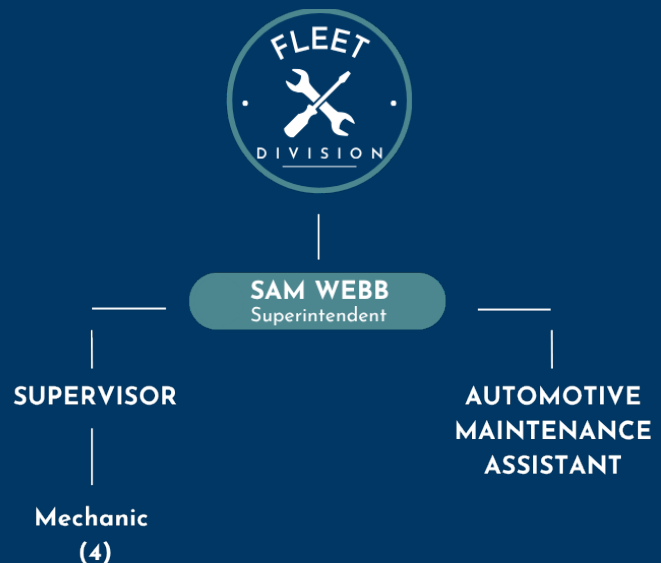 FLEET
DIVISION
SAM WEBB
Superintendent
SUPERVISOR
AUTOMOTIVE
MAINTENANCE
ASSISTANT
Mechanic
(4)